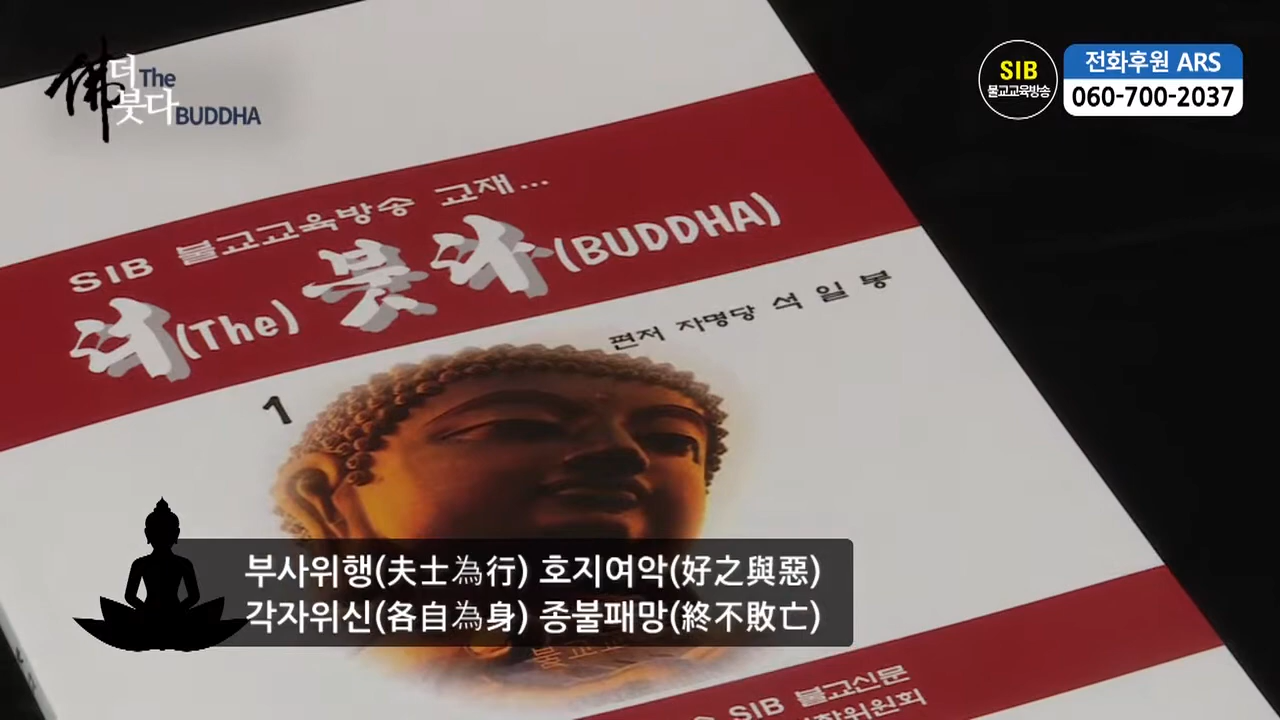 佛
더 The
붓다 BUDDHA
SIB
불교교육방송
전화후원 ARS
060-700-2037
SIB 불교교육방송 교재...
더(The) 붓다(BUDDHA)
편저 자명당 석일봉
1
부사위행(夫士為行) 호지여악(好之與惡)
각자위신(各自為身) 종불패망(終不敗亡)
SIB 불교신문
위원회